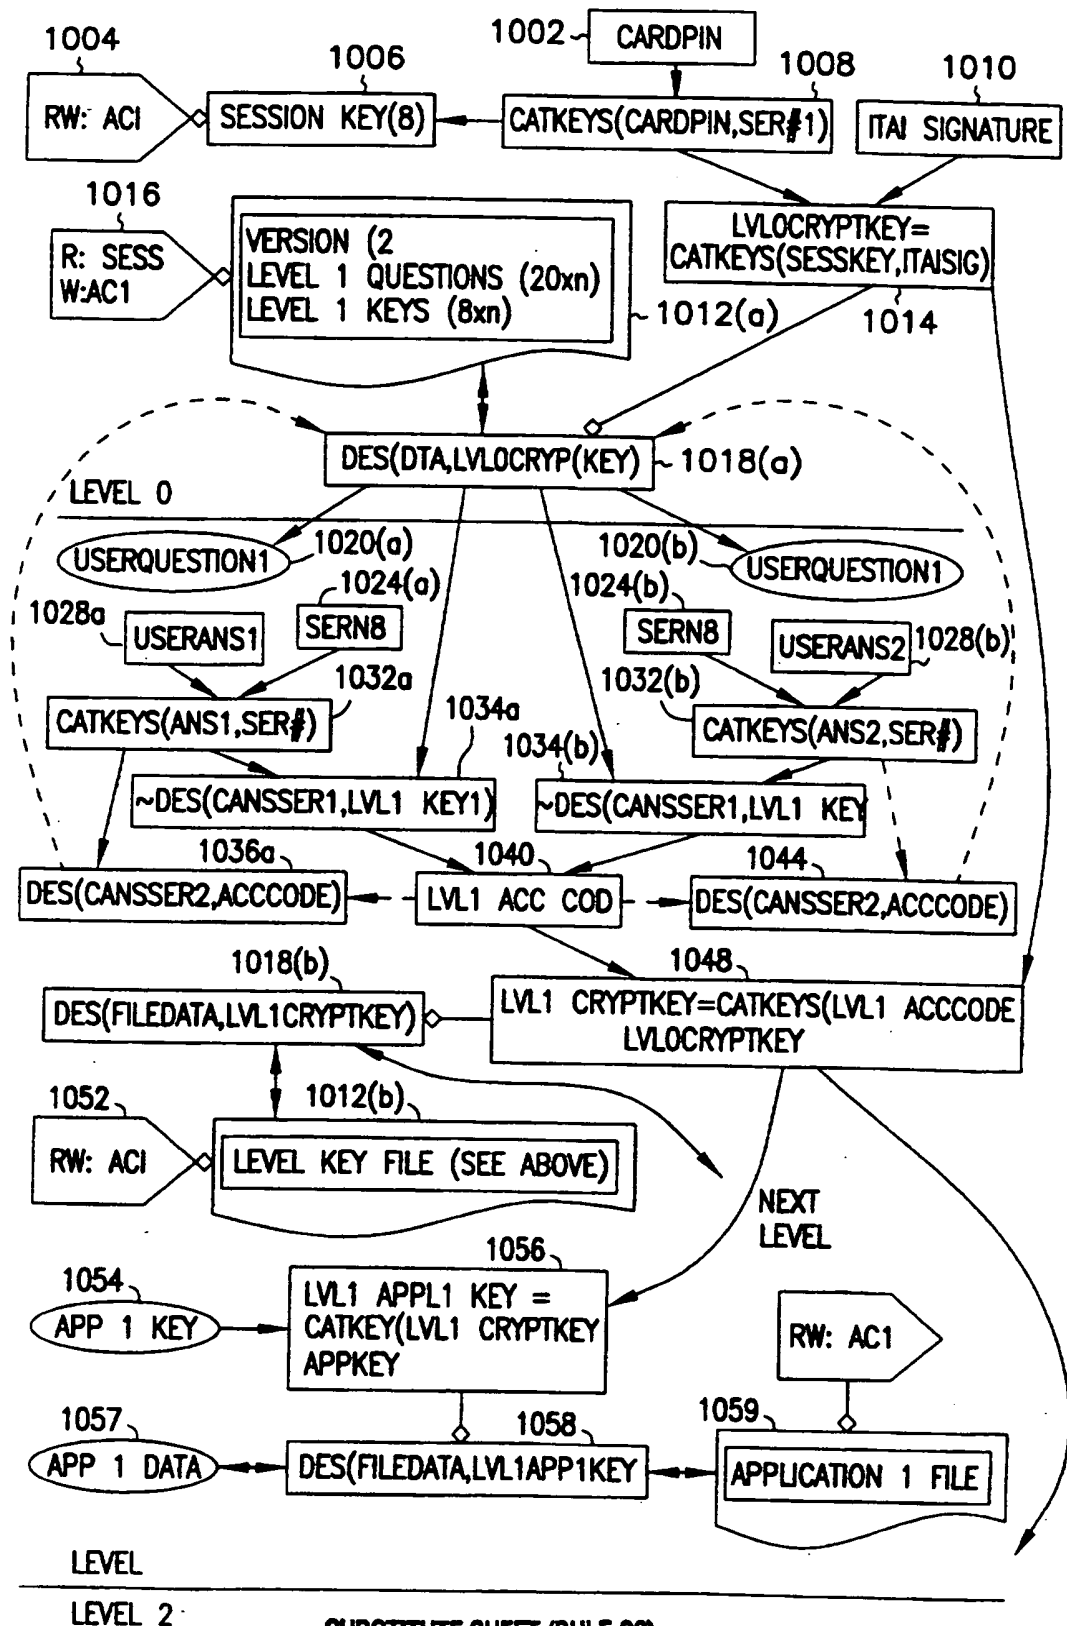 1002
CARDPIN
1004
1006
1008
1010
RW: ACI
SESSION KEY(8)
CATKEYS(CARDPIN,SER#1)
ITAI SIGNATURE
1016
R: SESS
W:AC1
VERSION (2
LEVEL 1 QUESTIONS (20xn)
LEVEL 1 KEYS (8xn)
1012(a)
LVLOCRYPTKEY=
CATKEYS(SESSKEY,ITAISIG)
1014
DES(DTA,LVLOCRYP(KEY)
1018(a)
LEVEL 0
USERQUESTION1
1020(a)
1020(b)
USERQUESTION1
1028a
USERANS1
1024(a)
SERN8
1024(b)
SERN8
USERANS2
1028(b)
1032a
CATKEYS(ANS1,SER#)
1032(b)
CATKEYS(ANS2,SER#)
1034a
~DES(CANSSER1,LVL1 KEY1)
1034(b)
~DES(CANSSER1,LVL1 KEY
1036a
DES(CANSSER2,ACCCODE)
1040
LVL1 ACC COD
1044
DES(CANSSER2,ACCCODE)
1018(b)
DES(FILEDATA,LVL1CRYPTKEY)
1048
LVL1 CRYPTKEY=CATKEYS(LVL1 ACCCODE
LVLOCRYPTKEY
1052
RW: ACI
1012(b)
LEVEL KEY FILE (SEE ABOVE)
NEXT
LEVEL
1054
APP 1 KEY
1056
LVL1 APPL1 KEY =
CATKEY(LVL1 CRYPTKEY
APPKEY
RW: AC1
1057
APP 1 DATA
1058
DES(FILEDATA,LVL1APP1KEY
1059
APPLICATION 1 FILE
LEVEL
LEVEL 2